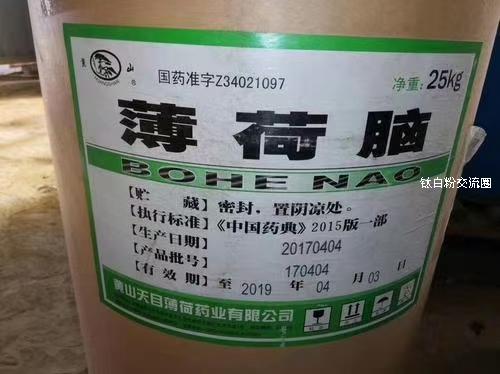 黄山
国药准字Z34021097
净重：25kg
薄荷脑
BOHE NAO
钛白粉交流圈
【贮 藏】密封，置阴凉处。
【执行标准】《中国药典》2015版一部
【生产日期】 20170404
【产品批号】 170404
【有效期】至 2019 年 04 月 03 日
黄山天目薄荷药业有限公司